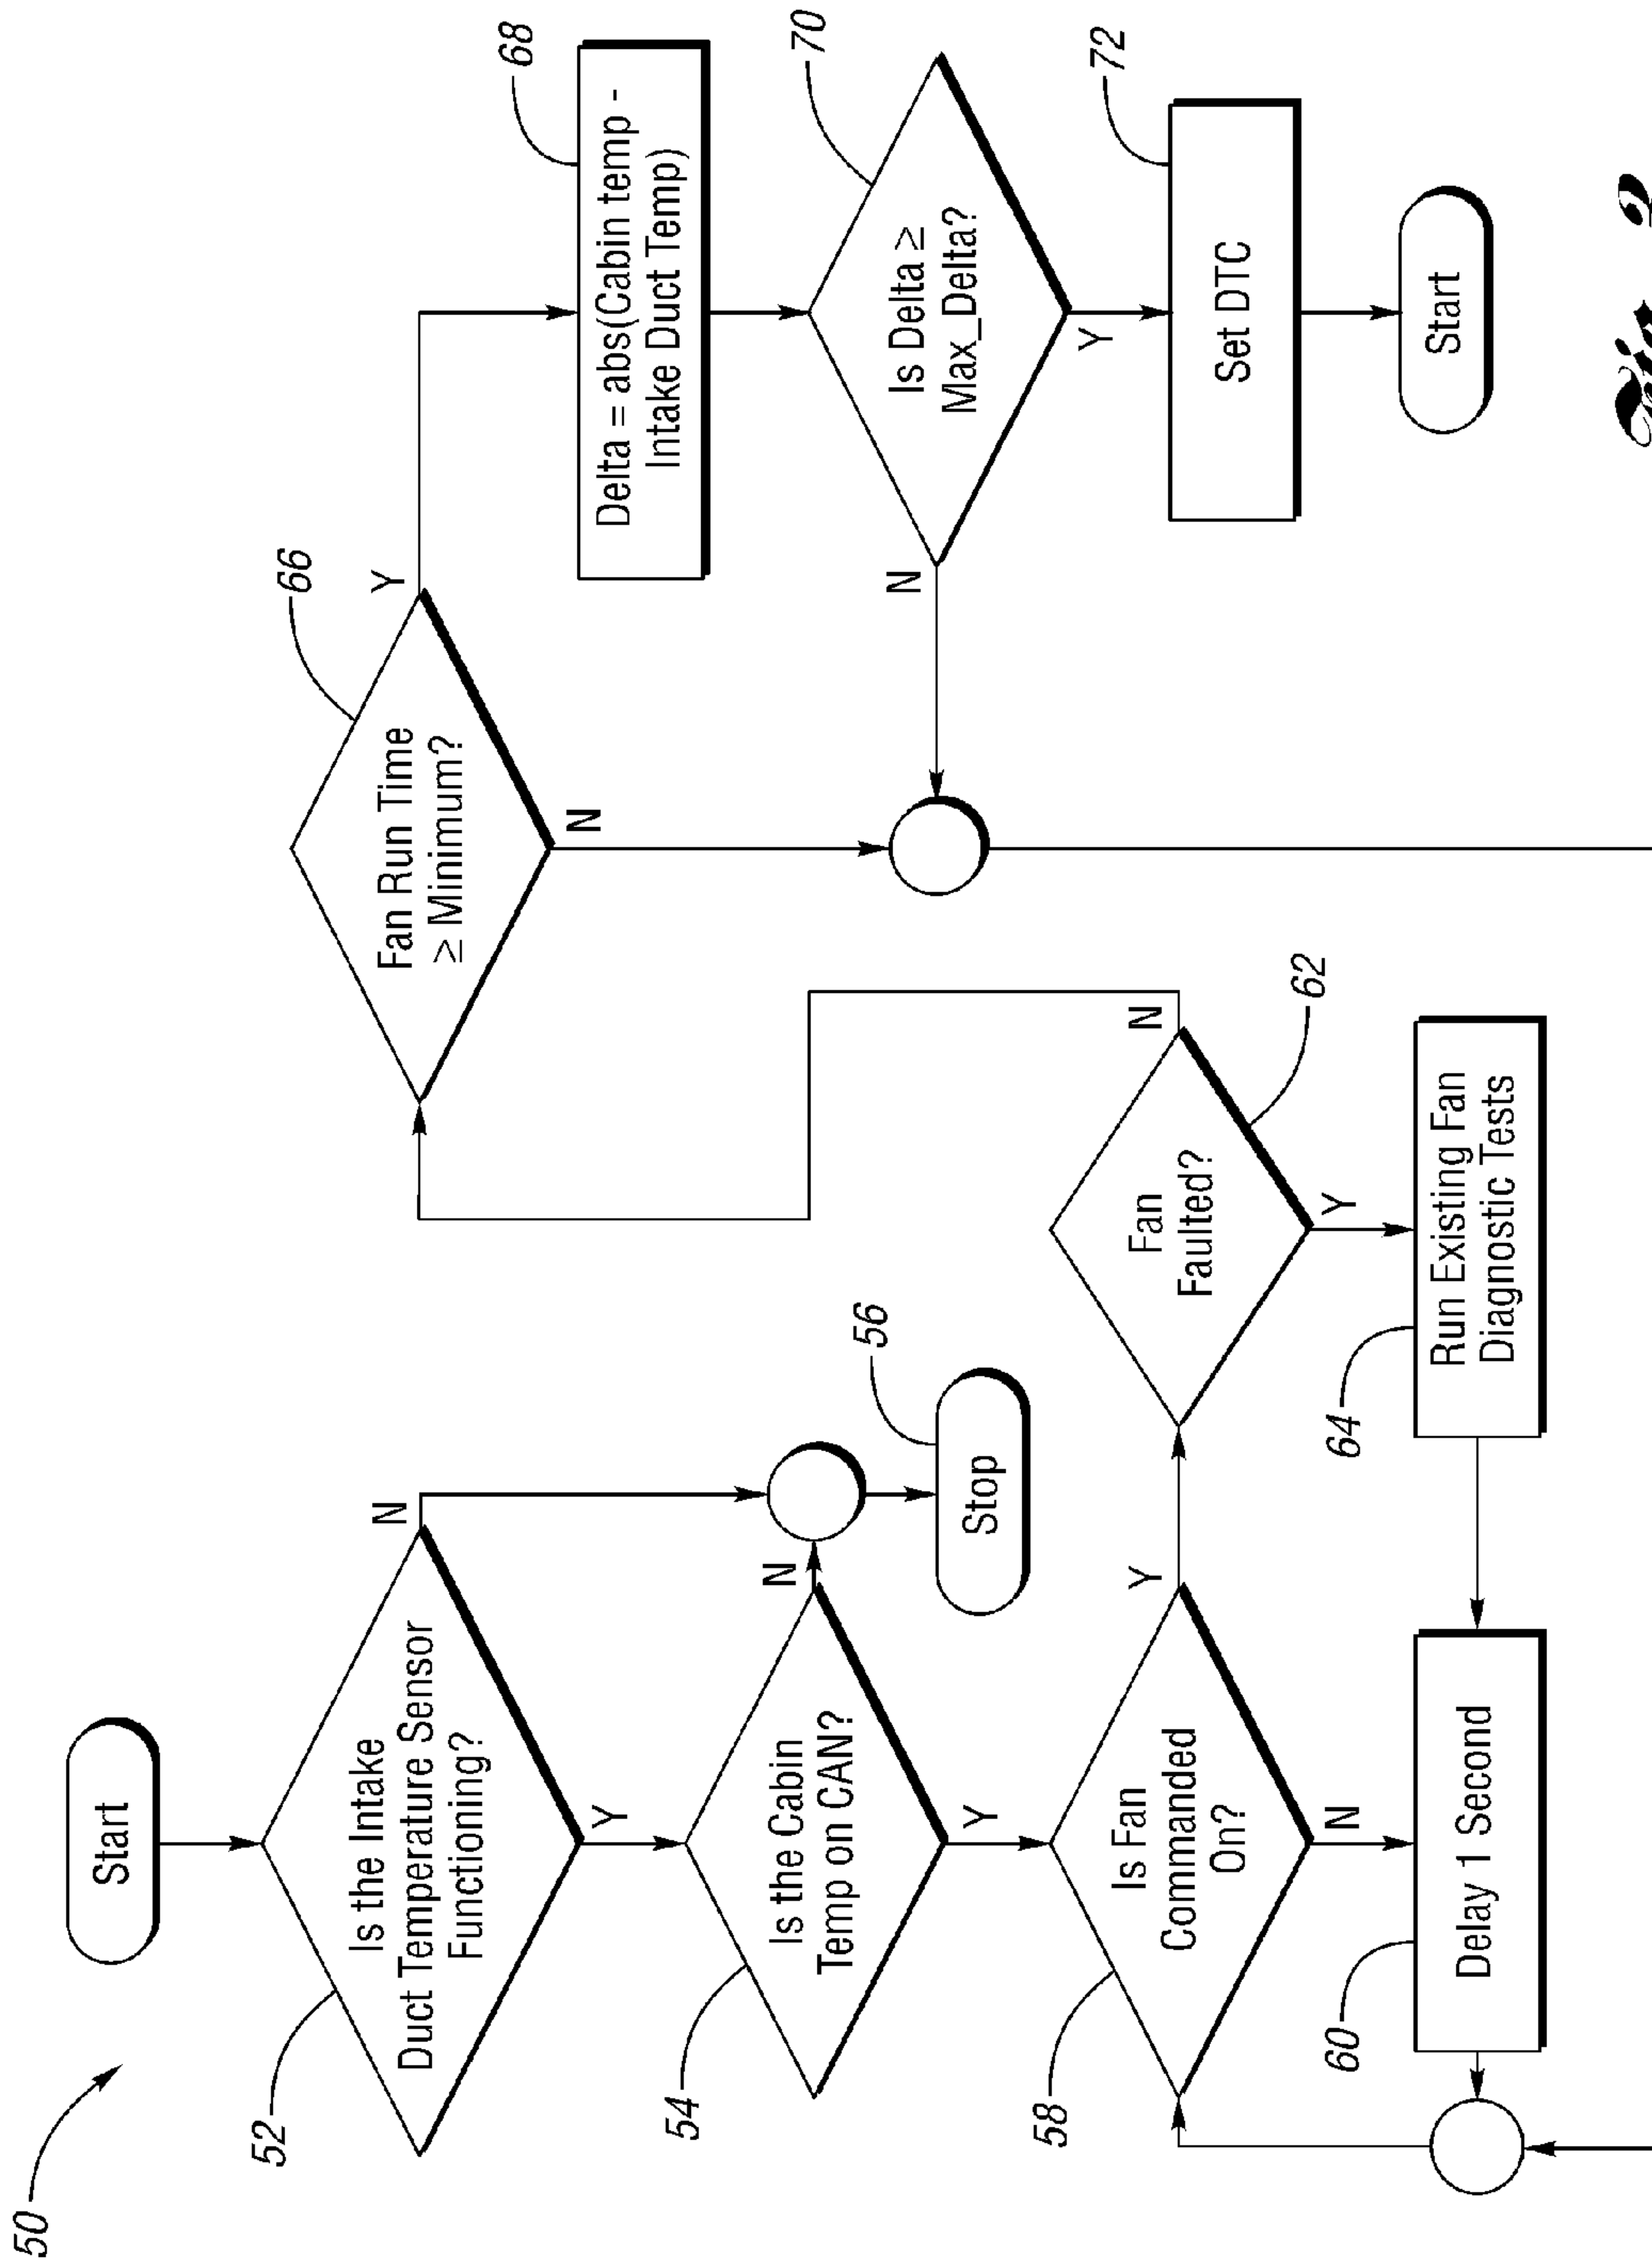 50
Start
52
Is the Intake
Duct Temperature Sensor
Functioning?
N
Y
54
Is the Cabin
Temp on CAN?
N
Y
56
Stop
58
Is Fan
Commanded
On?
Y
N
60
Delay 1 Second
62
Fan
Faulted?
N
Y
64
Run Existing Fan
Diagnostic Tests
66
Fan Run Time
≥ Minimum?
Y
N
68
Delta = abs(Cabin temp -
Intake Duct Temp)
70
Is Delta ≥
Max_Delta?
N
Y
72
Set DTC
Start